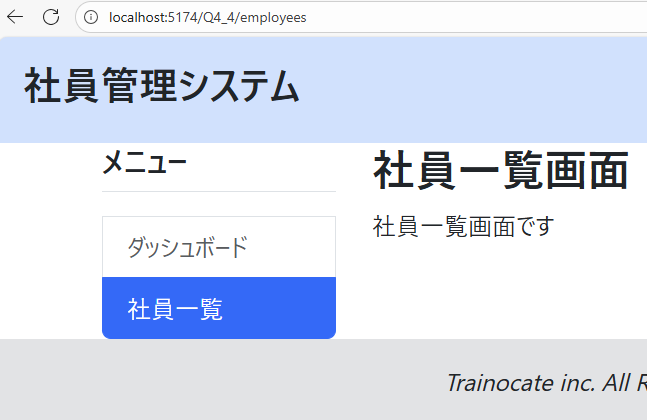 localhost:5174/Q4_4/employees
社員管理システム
メニュー
社員一覧画面
社員一覧画面です
ダッシュボード
社員一覧
Trainocate inc. All